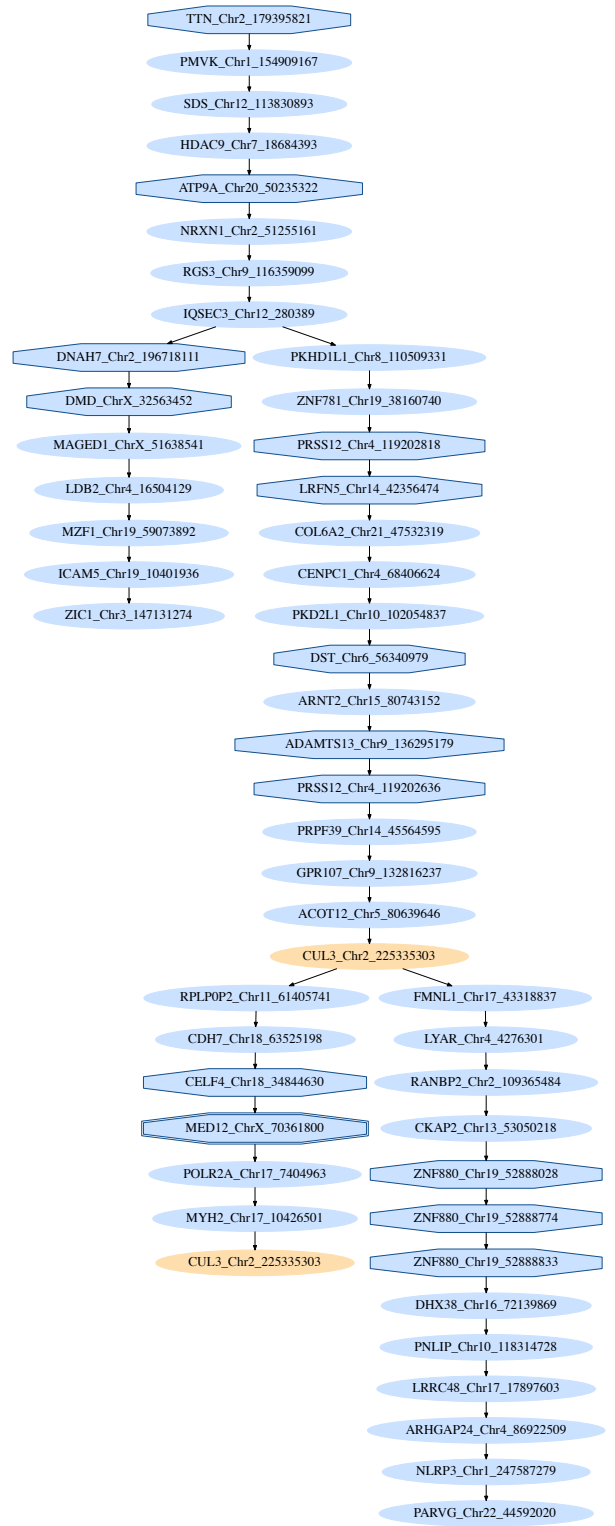 TTN_Chr2_179395821
PMVK_Chr1_154909167
SDS_Chr12_113830893
HDAC9_Chr7_18684393
ATP9A_Chr20_50235322
NRXN1_Chr2_51255161
RGS3_Chr9_116359099
IQSEC3_Chr12_280389
DNAH7_Chr2_196718111
PKHD1L1_Chr8_110509331
DMD_ChrX_32563452
ZNF781_Chr19_38160740
MAGED1_ChrX_51638541
PRSS12_Chr4_119202818
LDB2_Chr4_16504129
LRFN5_Chr14_42356474
MZF1_Chr19_59073892
COL6A2_Chr21_47532319
ICAM5_Chr19_10401936
CENPC1_Chr4_68406624
ZIC1_Chr3_147131274
PKD2L1_Chr10_102054837
DST_Chr6_56340979
ARNT2_Chr15_80743152
ADAMTS13_Chr9_136295179
PRSS12_Chr4_119202636
PRPF39_Chr14_45564595
GPR107_Chr9_132816237
ACOT12_Chr5_80639646
CUL3_Chr2_225335303
RPLP0P2_Chr11_61405741
FMNL1_Chr17_43318837
CDH7_Chr18_63525198
LYAR_Chr4_4276301
CELF4_Chr18_34844630
RANBP2_Chr2_109365484
MED12_ChrX_70361800
CKAP2_Chr13_53050218
POLR2A_Chr17_7404963
ZNF880_Chr19_52888028
MYH2_Chr17_10426501
ZNF880_Chr19_52888774
CUL3_Chr2_225335303
ZNF880_Chr19_52888833
DHX38_Chr16_72139869
PNLIP_Chr10_118314728
LRRC48_Chr17_17897603
ARHGAP24_Chr4_86922509
NLRP3_Chr1_247587279
PARVG_Chr22_44592020